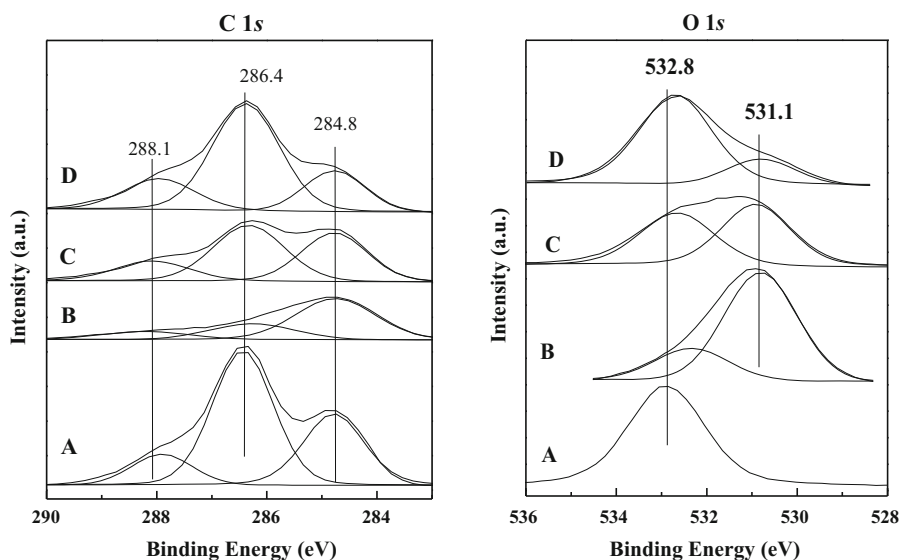 C 1s
286.4
284.8
288.1
D
C
B
A
Intensity (a.u.)
290 288 286 284
Binding Energy (eV)
O 1s
532.8
531.1
D
C
B
A
Intensity (a.u.)
536 534 532 530 528
Binding Energy (eV)